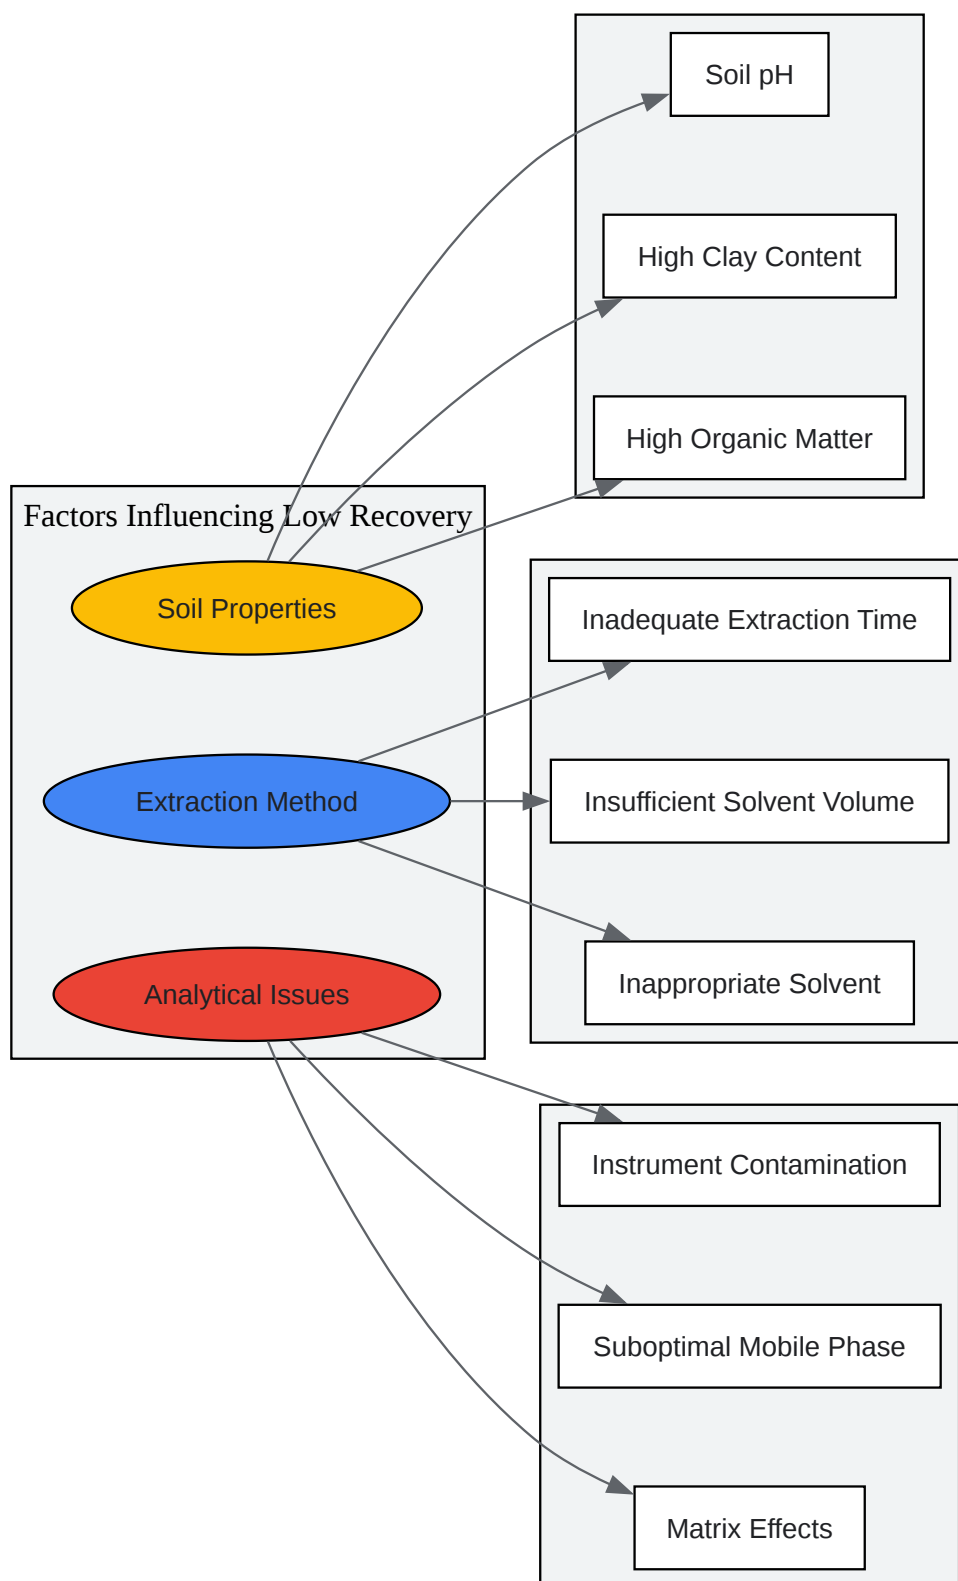 Soil pH
High Clay Content
High Organic Matter
Factors Influencing Low Recovery
Soil Properties
Inadequate Extraction Time
Extraction Method
Insufficient Solvent Volume
Inappropriate Solvent
Analytical Issues
Instrument Contamination
Suboptimal Mobile Phase
Matrix Effects